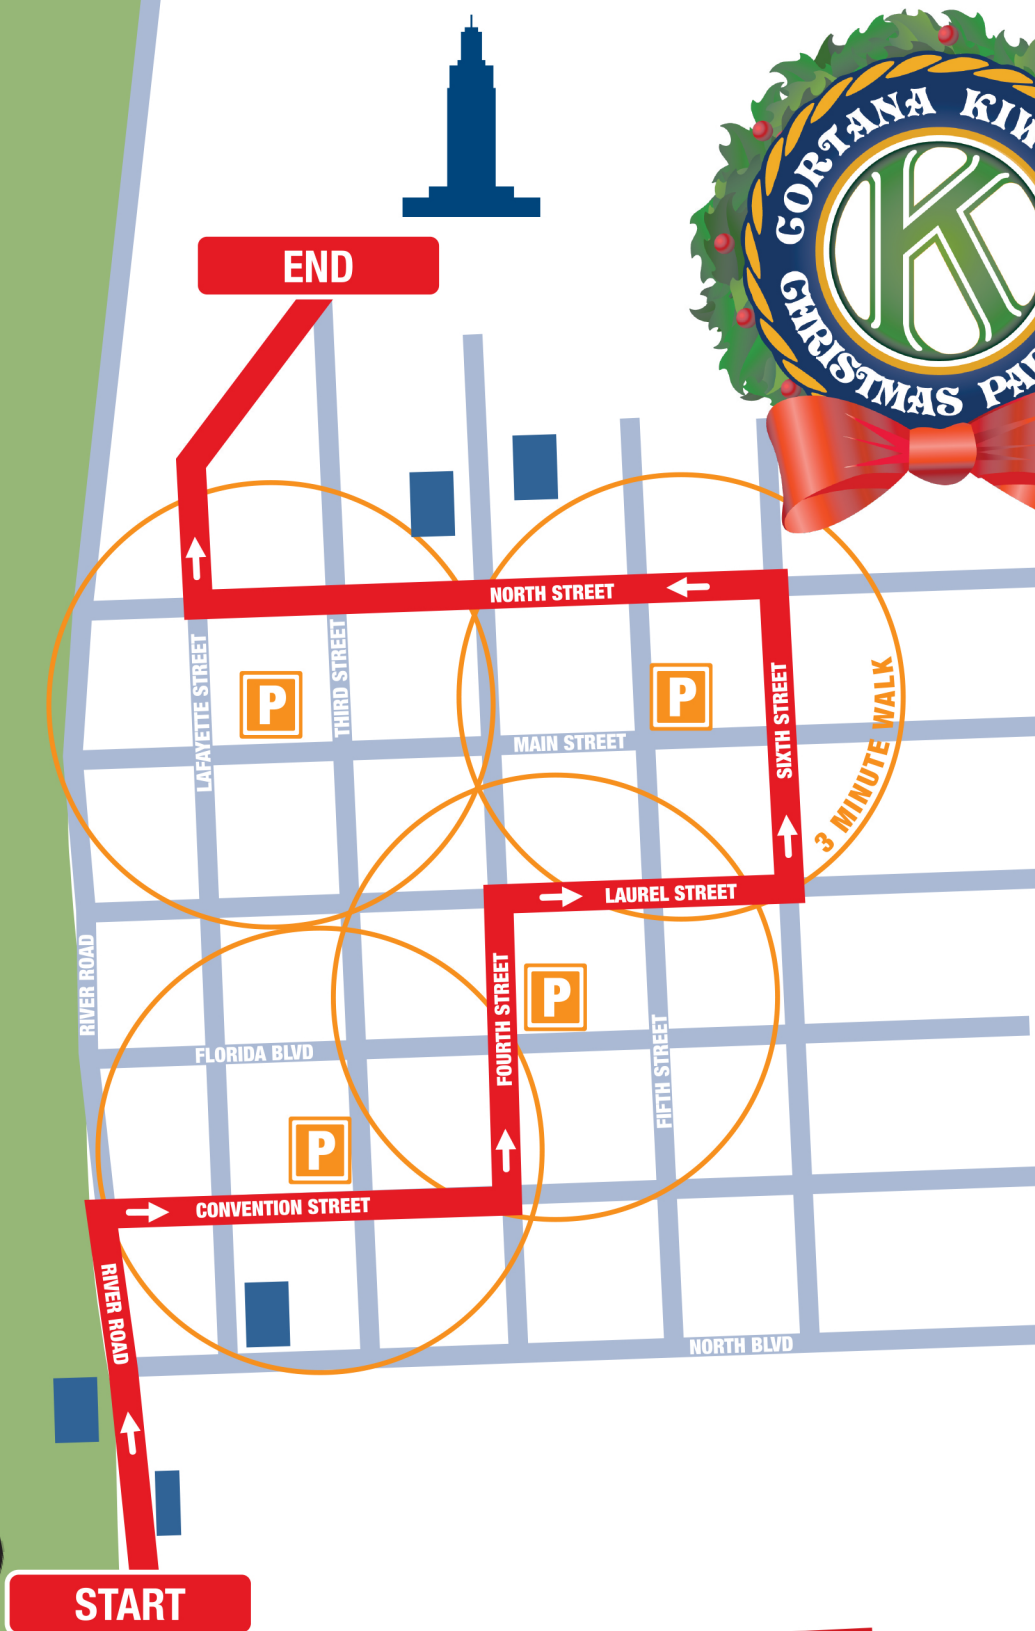 CORTANA KIW
K
CHRISTMAS PA
END
NORTH STREET
LAFAYETTE STREET
THIRD STREET
P
P
SIXTH STREET
3 MINUTE WALK
MAIN STREET
LAUREL STREET
RIVER ROAD
FOURTH STREET
P
FIFTH STREET
FLORIDA BLVD
P
CONVENTION STREET
RIVER ROAD
NORTH BLVD
START